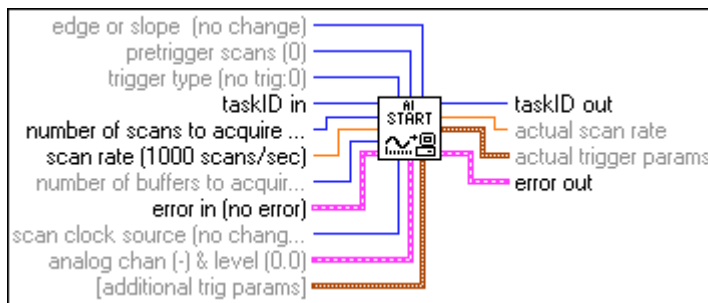 edge or slope (no change)
pretrigger scans (0)
trigger type (no trig:0)
taskID in
number of scans to acquire ...
scan rate (1000 scans/sec)
number of buffers to acquir...
error in (no error)
scan clock source (no chang...
analog chan (-) & level (0.0)
[additional trig params]
AI
START
taskID out
actual scan rate
actual trigger params
error out